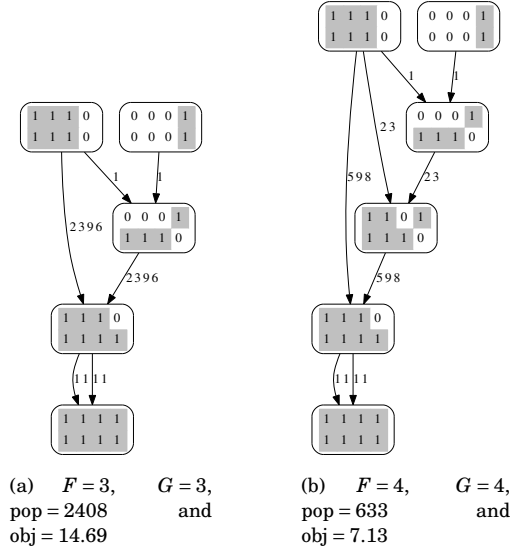 1 1 1 0
1 1 1 0
0 0 0 1
0 0 0 1
1
1
0 0 0 1
1 1 1 0
2396
2396
1 1 1 0
1 1 1 1
11
11
1 1 1 1
1 1 1 1
(a) F = 3, G = 3,
pop = 2408 and
obj = 14.69
1 1 1 0
1 1 1 0
0 0 0 1
0 0 0 1
1
1
0 0 0 1
1 1 1 0
23
23
598
1 1 0 1
1 1 1 0
598
1 1 1 0
1 1 1 1
11
11
1 1 1 1
1 1 1 1
(b) F = 4, G = 4,
pop = 633 and
obj = 7.13